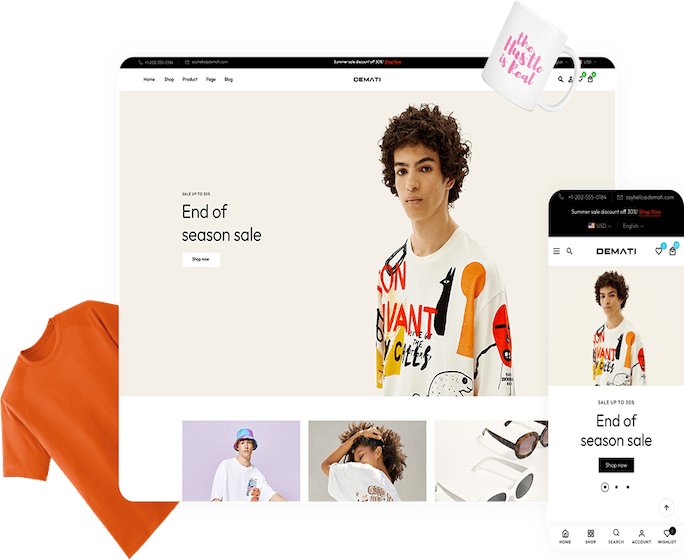 the
Hustle
is Real
+1-202-555-0184 sayhello@demati.com Summer sale discount off 30%! Shop Now USD
Home Shop Product Page Blog DEMATI
SALE UP TO 30%
End of
season sale
Shop now
VANT
+1-202-555-0184 sayhello@demati.com
Summer sale discount off 30%! Shop Now
USD English
DEMATI
VANT
SALE UP TO 30%
End of
season sale
Shop now
HOME SHOP SEARCH ACCOUNT WISHLIST